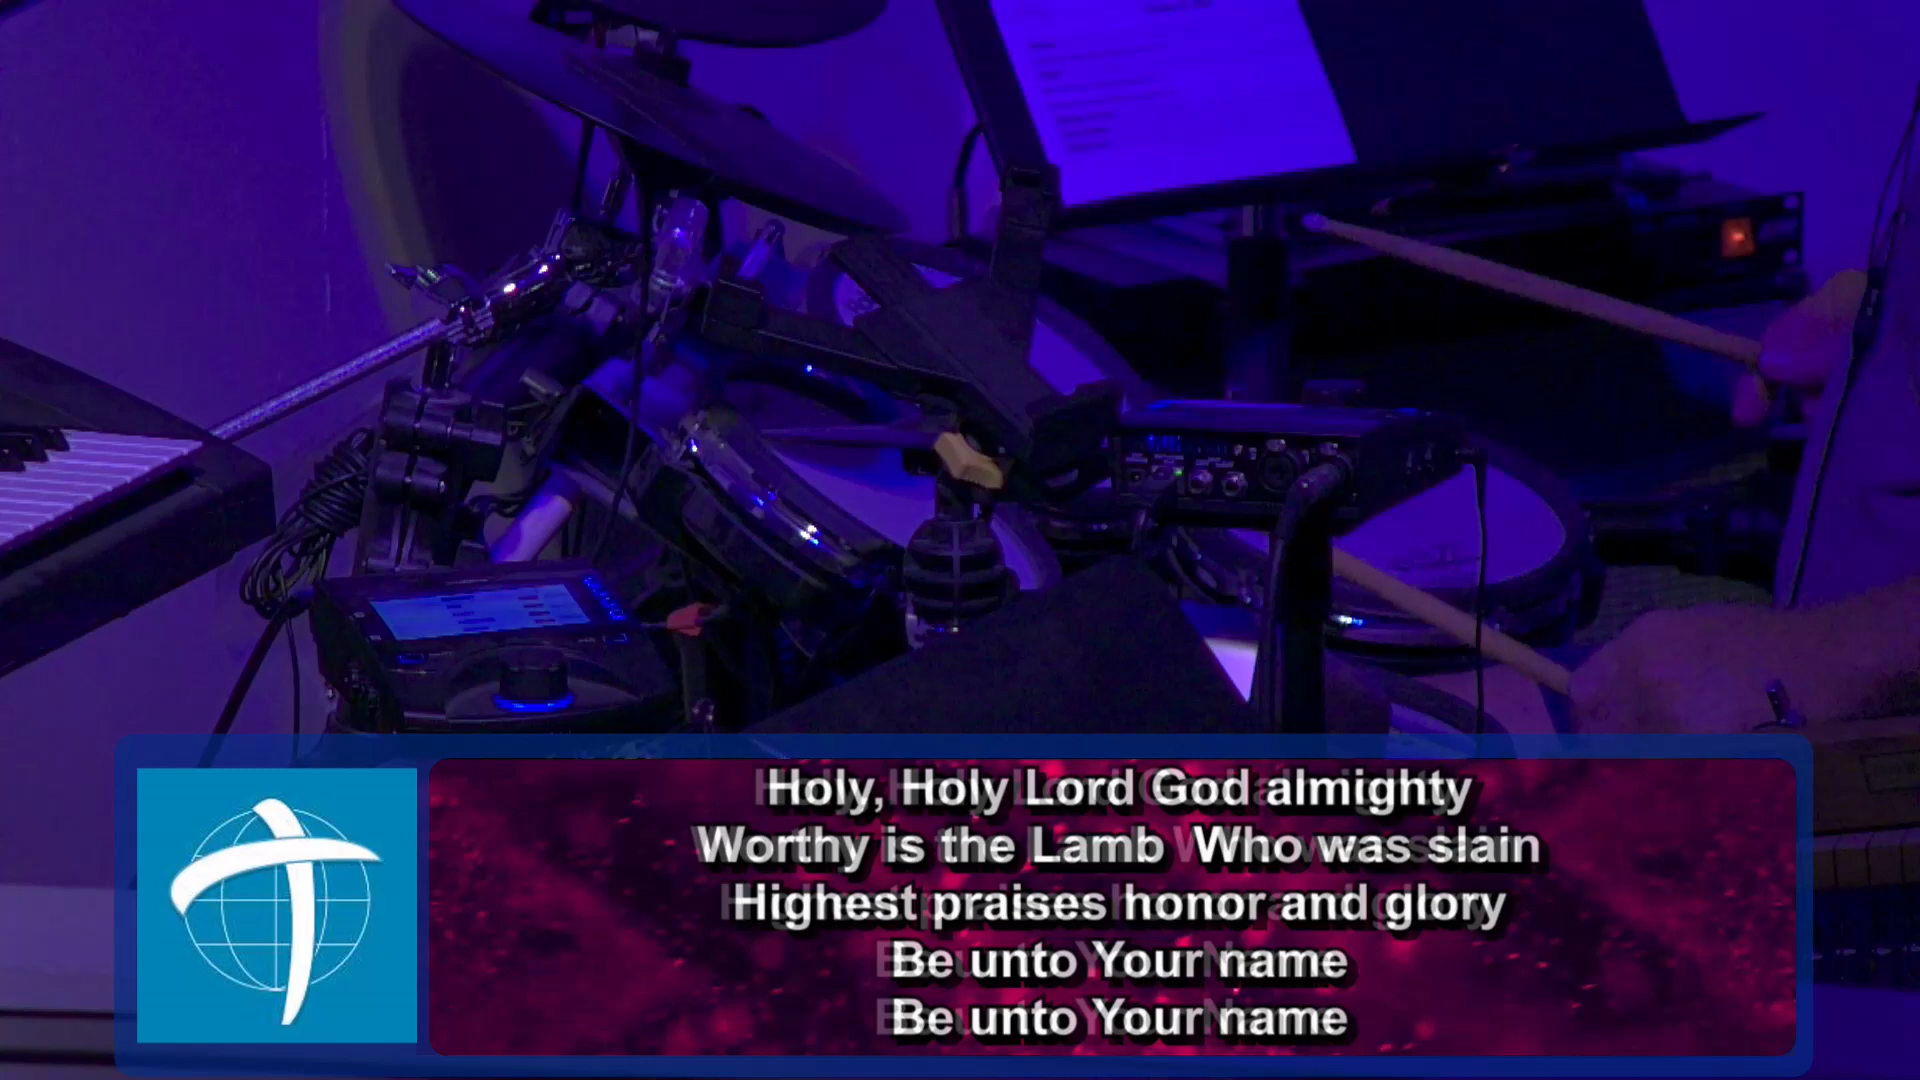 Holy, Holy Lord God almighty
Worthy is the Lamb Who was slain
Highest praises honor and glory
Be unto Your name
Be unto Your name